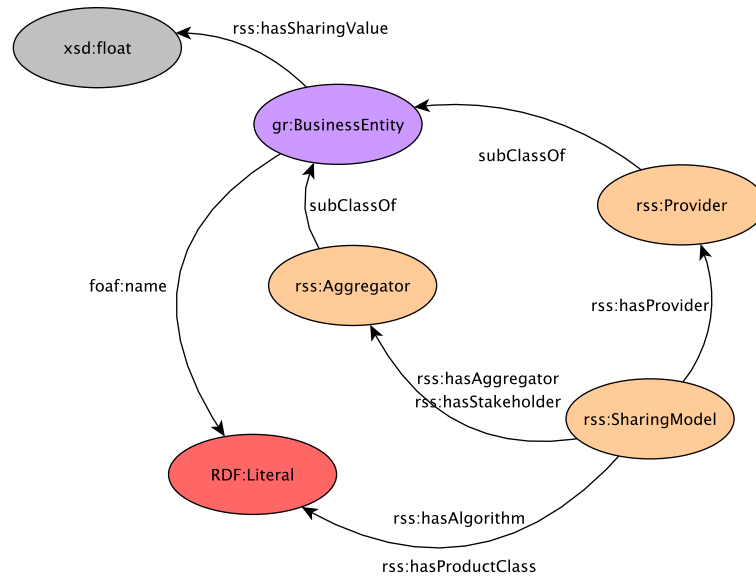 rss:hasSharingValue
xsd:float
gr:BusinessEntity
subClassOf
subClassOf
rss:Provider
foaf:name
rss:Aggregator
rss:hasProvider
rss:hasAggregator
rss:hasStakeholder
rss:SharingModel
RDF:Literal
rss:hasAlgorithm
rss:hasProductClass